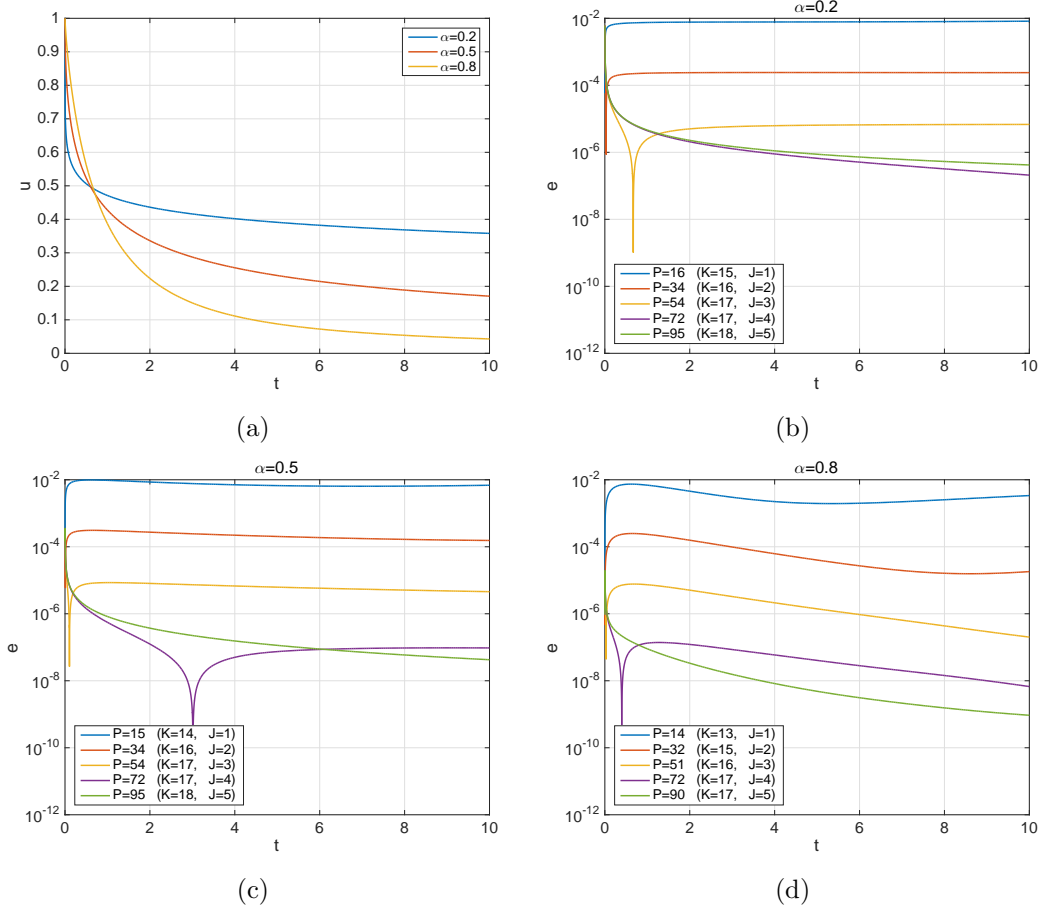 1
0.9
0.8
0.7
0.6
0.5
0.4
0.3
0.2
0.1
0
u
0 2 4 6 8 10
t
α=0.2
α=0.5
α=0.8
(a)
α=0.2
10-2
10-4
10-6
10-8
10-10
10-12
e
P=16 (K=15, J=1)
P=34 (K=16, J=2)
P=54 (K=17, J=3)
P=72 (K=17, J=4)
P=95 (K=18, J=5)
0 2 4 6 8 10
t
(b)
α=0.5
10-2
10-4
10-6
10-8
10-10
10-12
e
P=15 (K=14, J=1)
P=34 (K=16, J=2)
P=54 (K=17, J=3)
P=72 (K=17, J=4)
P=95 (K=18, J=5)
0 2 4 6 8 10
t
(c)
α=0.8
10-2
10-4
10-6
10-8
10-10
10-12
e
P=14 (K=13, J=1)
P=32 (K=15, J=2)
P=51 (K=16, J=3)
P=72 (K=17, J=4)
P=90 (K=17, J=5)
0 2 4 6 8 10
t
(d)